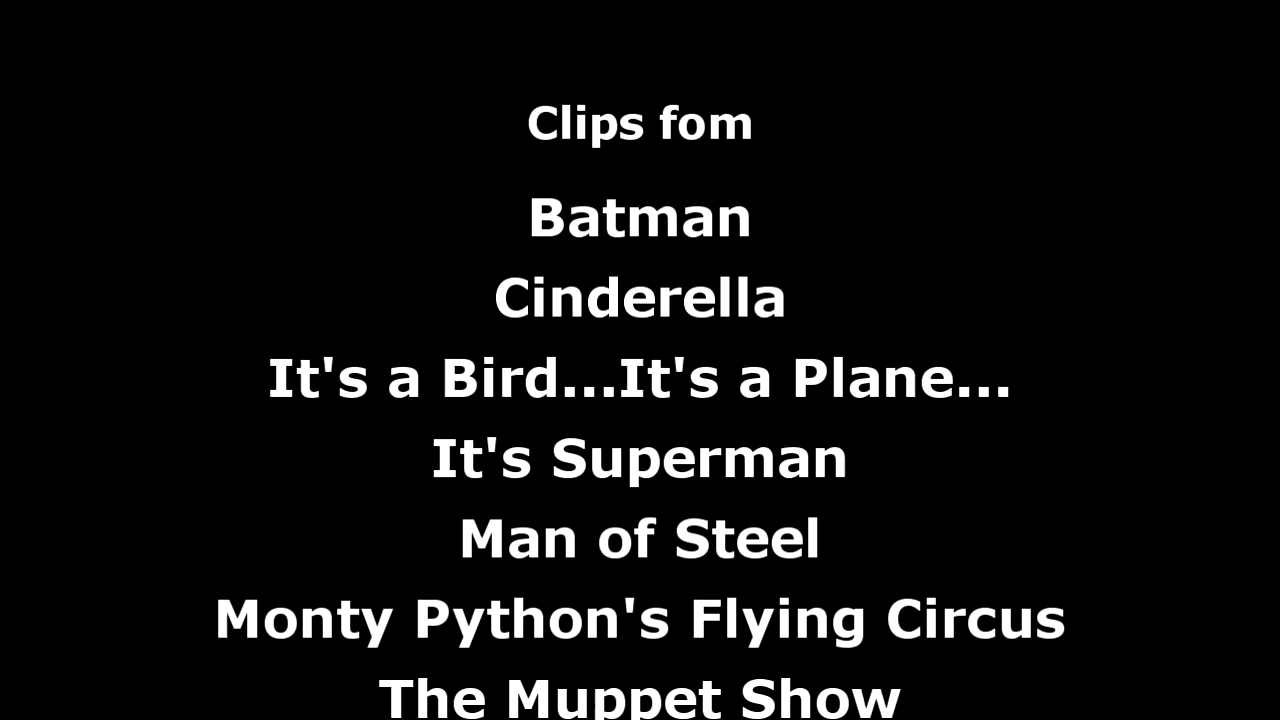 Clips fom
Batman
Cinderella
It's a Bird...It's a Plane...
It's Superman
Man of Steel
Monty Python's Flying Circus
The Muppet Show